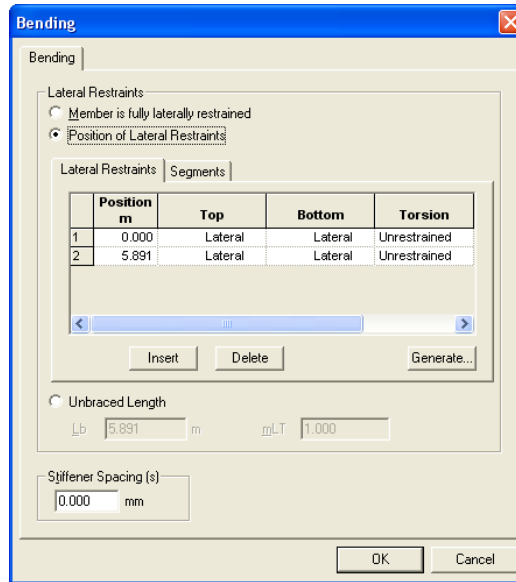 Bending
Bending
Lateral Restraints
Member is fully laterally restrained
Position of Lateral Restraints
Lateral Restraints Segments
Position m Top Bottom Torsion
1 0.000 Lateral Lateral Unrestrained
2 5.891 Lateral Lateral Unrestrained
Insert Delete Generate...
Unbraced Length
Lb 5.891 m mLT 1.000
Stiffener Spacing (s)
0.000 mm
OK Cancel